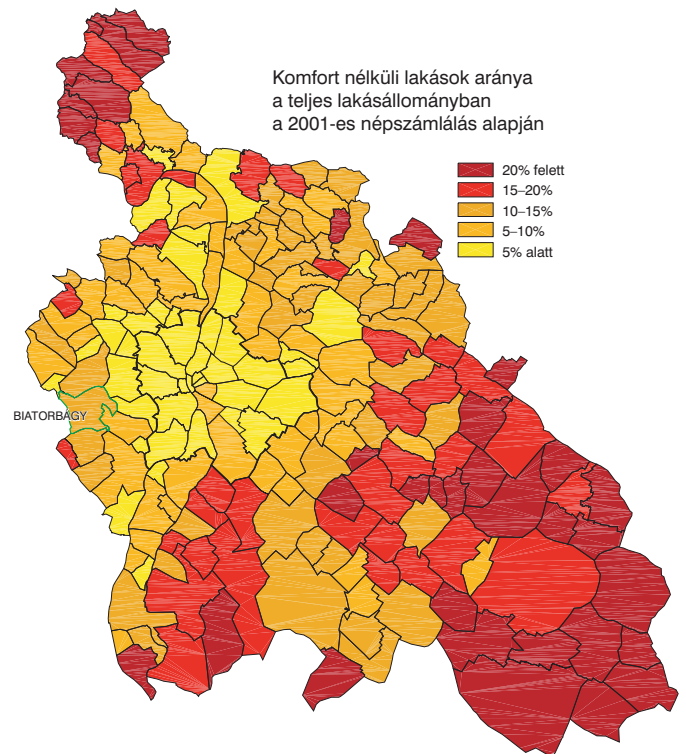 Komfort nélküli lakások aránya
a teljes lakásállományban
a 2001-es népszámlálás alapján
20% felett
15–20%
10–15%
5–10%
5% alatt
BIATORBÁGY